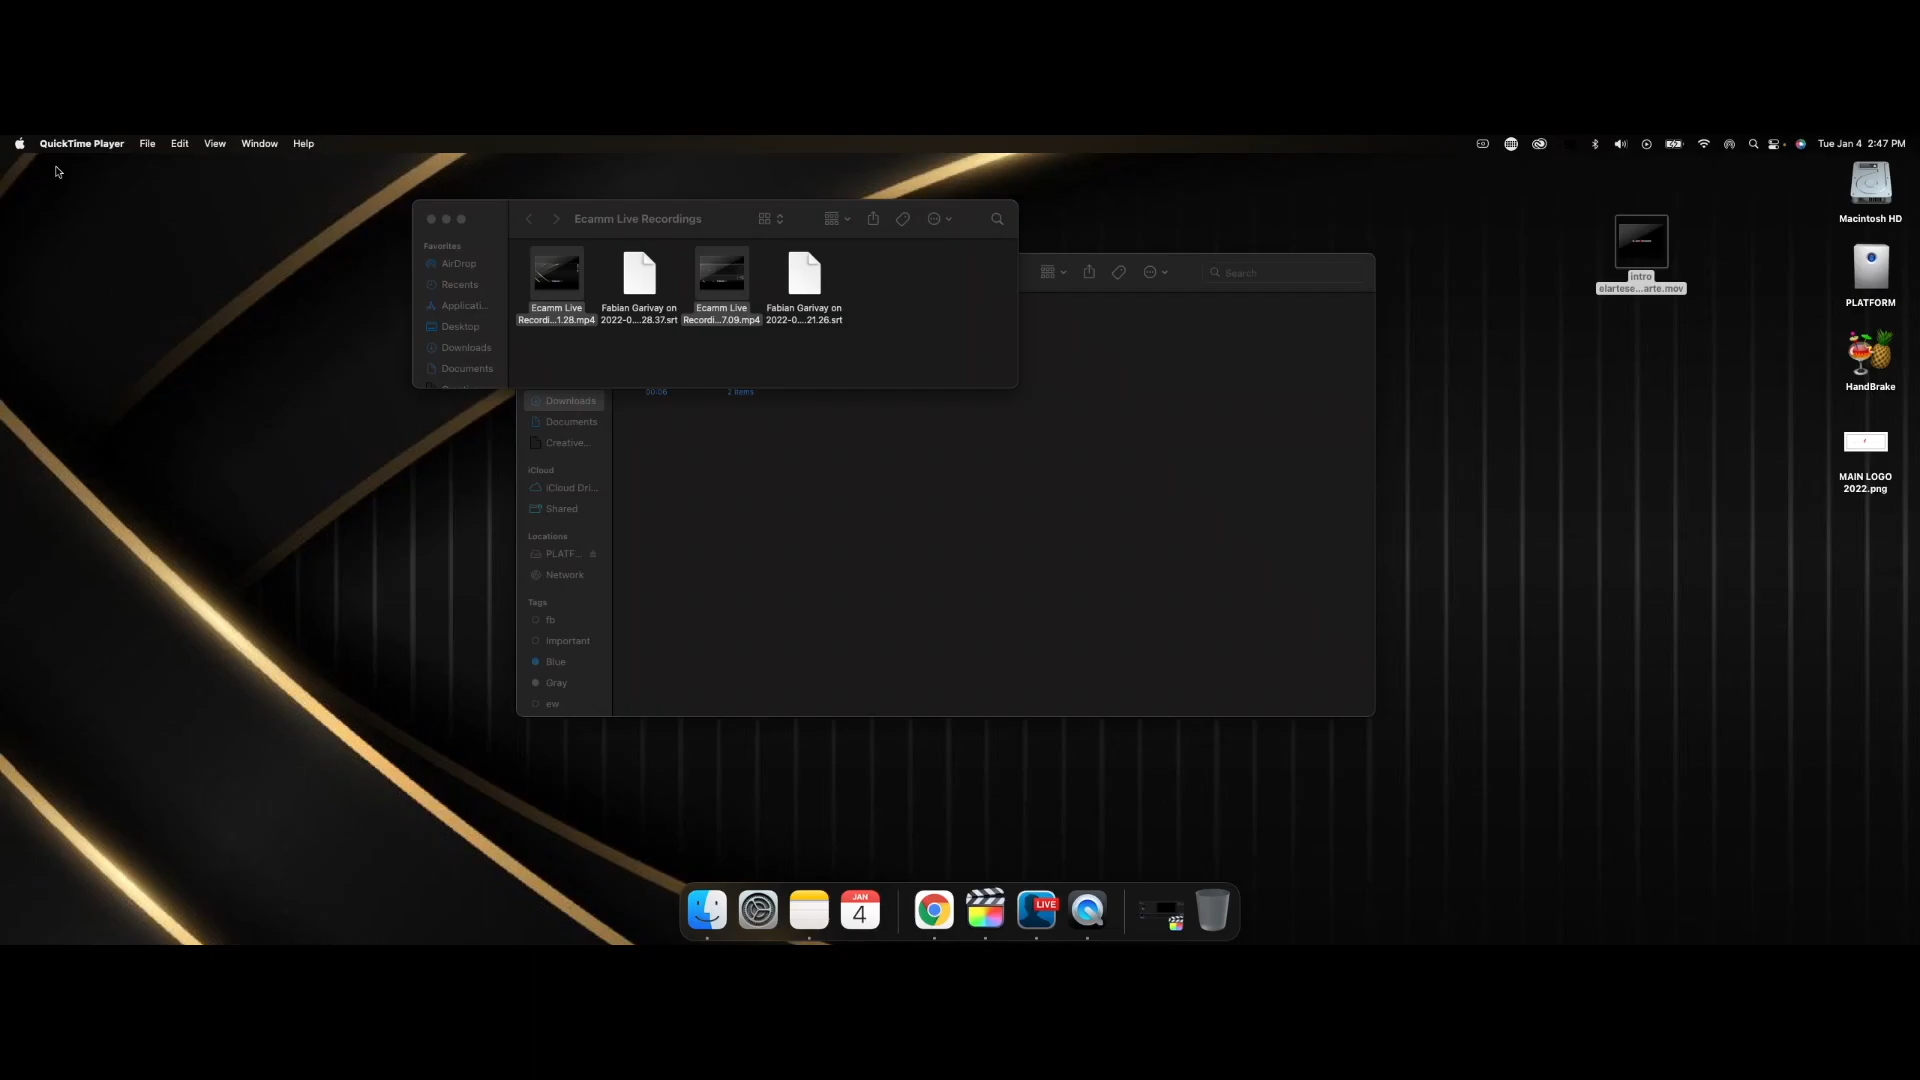 QuickTime Player File Edit View Window Help
Tue Jan 4 2:47 PM
Macintosh HD
PLATFORM
HandBrake
MAIN LOGO
2022.png
intro
elartese...arte.mov
Ecamm Live Recordings
Favorites
AirDrop
Recents
Applicati...
Desktop
Downloads
Documents
Ecamm Live
Recordi...1.28.mp4
Fabian Garivay on
2022-0....28.37.srt
Ecamm Live
Recordi...7.09.mp4
Fabian Garivay on
2022-0....21.26.srt
Search
00:06
2 items
Downloads
Documents
Creative...
iCloud
iCloud Dri...
Shared
Locations
PLATF...
Network
Tags
fb
Important
Blue
Gray
ew
JAN
4
LIVE